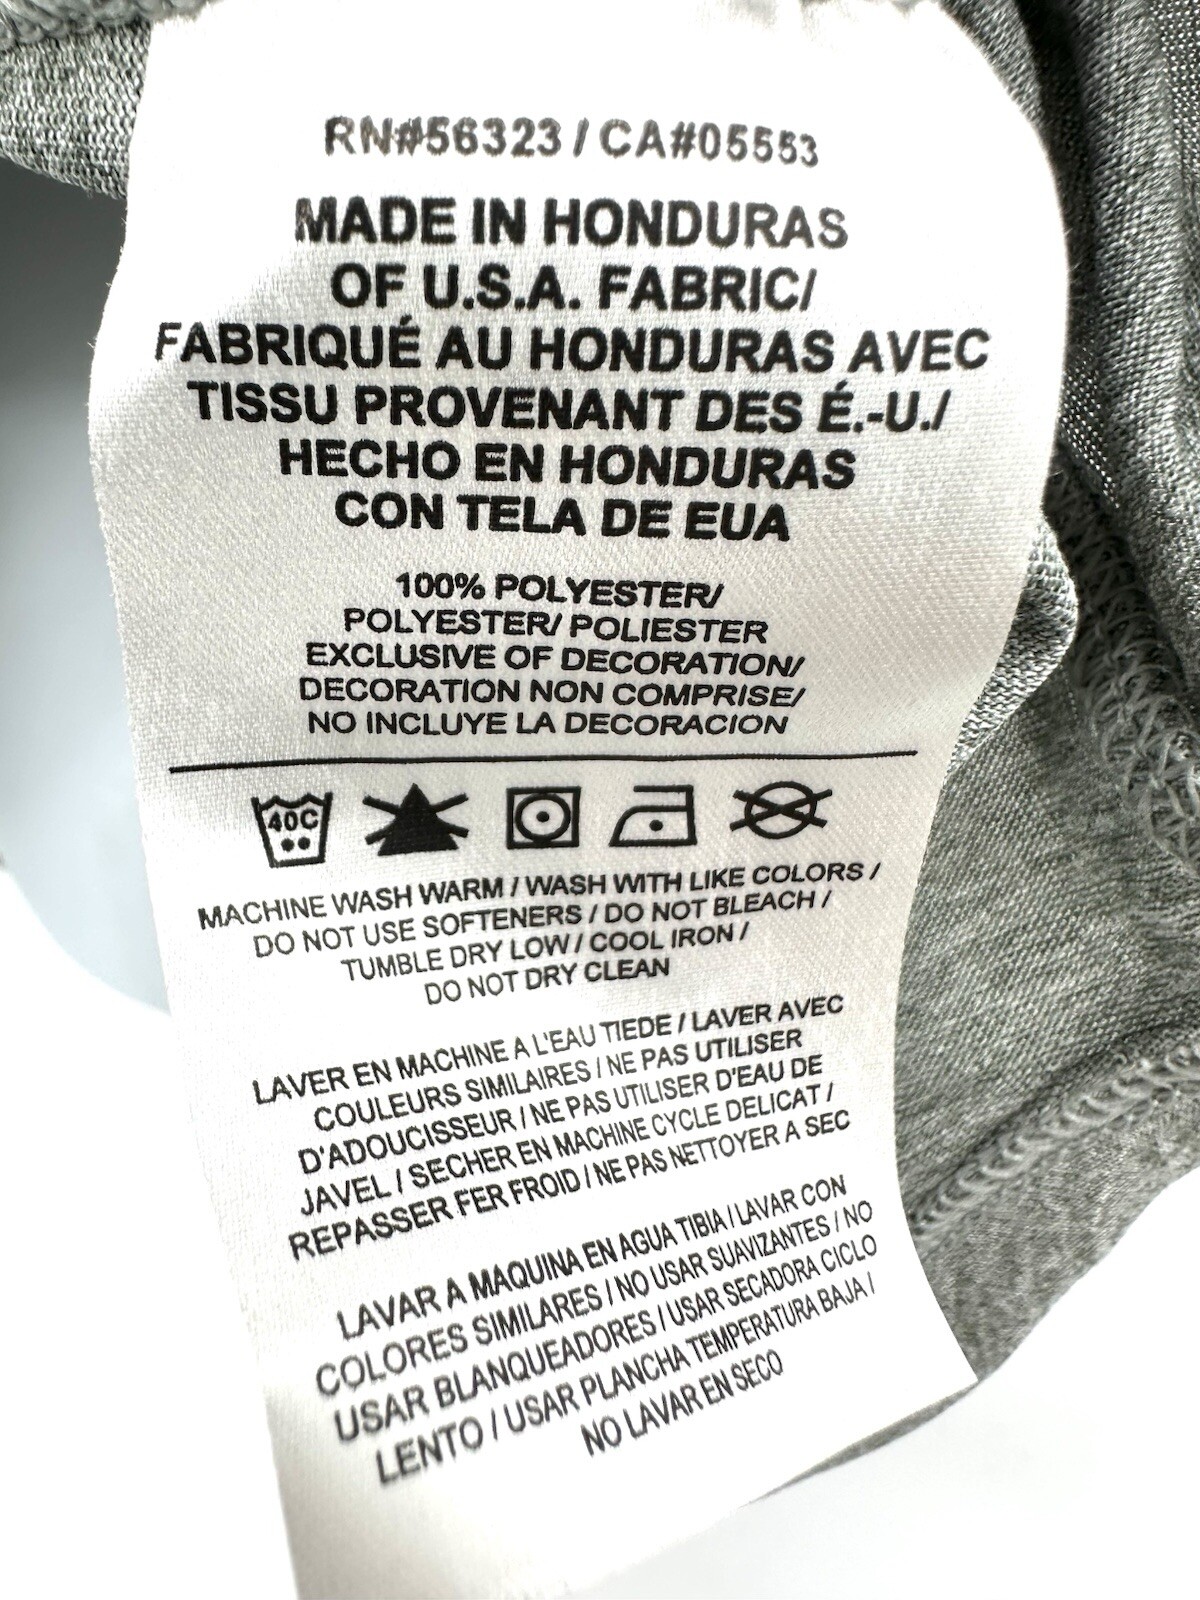 RN#56323 / CA#05553
MADE IN HONDURAS
OF U.S.A. FABRIC/
FABRIQUÉ AU HONDURAS AVEC
TISSU PROVENANT DES É.-U./
HECHO EN HONDURAS
CON TELA DE EUA
100% POLYESTER/
POLYESTER/ POLIESTER
EXCLUSIVE OF DECORATION/
DECORATION NON COMPRISE/
NO INCLUYE LA DECORACION
40C
MACHINE WASH WARM / WASH WITH LIKE COLORS /
DO NOT USE SOFTENERS / DO NOT BLEACH /
TUMBLE DRY LOW / COOL IRON /
DO NOT DRY CLEAN
LAVER EN MACHINE A L'EAU TIEDE / LAVER AVEC
COULEURS SIMILAIRES / NE PAS UTILISER
D'ADOUCISSEUR / NE PAS UTILISER D'EAU DE
JAVEL / SECHER EN MACHINE CYCLE DELICAT /
REPASSER FER FROID / NE PAS NETTOYER A SEC
LAVAR A MAQUINA EN AGUA TIBIA / LAVAR CON
COLORES SIMILARES / NO USAR SUAVIZANTES / NO
USAR BLANQUEADORES / USAR SECADORA CICLO
LENTO / USAR PLANCHA TEMPERATURA BAJA /
NO LAVAR EN SECO